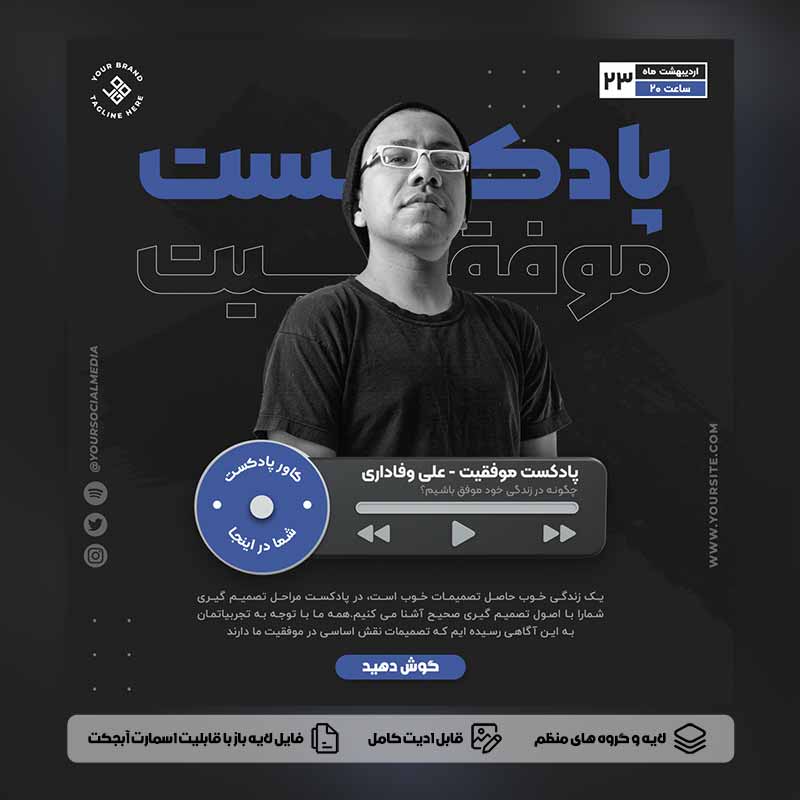 YOUR BRAND
TAGLINE HERE
۲۳
اردیبهشت ماه
ساعت ۲۰
پادکست
موفقیت
@YOURSOCIALMEDIA
WWW.YOURSITE.COM
کاور پادکست
شما در اینجا
پادکست موفقیت - علی وفاداری
چگونه در زندگی خود موفق باشیم؟
یک زندگی خوب حاصل تصمیمات خوب است، در پادکست مراحل تصمیم گیری
شمارا با اصول تصمیم گیری صحیح آشنا می کنیم.همه ما با توجه به تجربیاتمان
به این آگاهی رسیده ایم که تصمیمات نقش اساسی در موفقیت ما دارند
گوش دهید
لایه و گروه های منظم
قابل ادیت کامل
فایل لایه باز با قابلیت اسمارت آبجکت